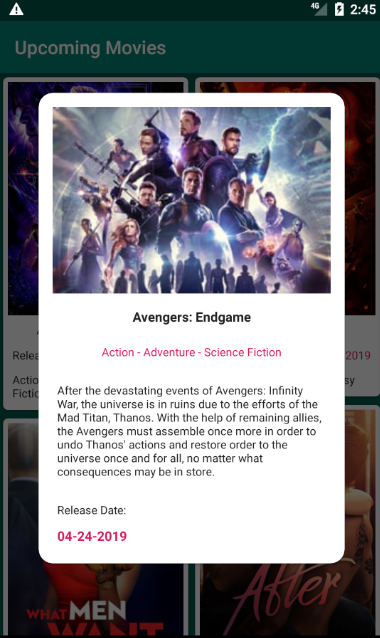 4G 2:45
Upcoming Movies
Avengers: Endgame
Action - Adventure - Science Fiction
Relea
2019
Actio
sy
Fictio
After the devastating events of Avengers: Infinity
War, the universe is in ruins due to the efforts of the
Mad Titan, Thanos. With the help of remaining allies,
the Avengers must assemble once more in order to
undo Thanos' actions and restore order to the
universe once and for all, no matter what
consequences may be in store.
Release Date:
04-24-2019
WHAT MEN
WANT
After